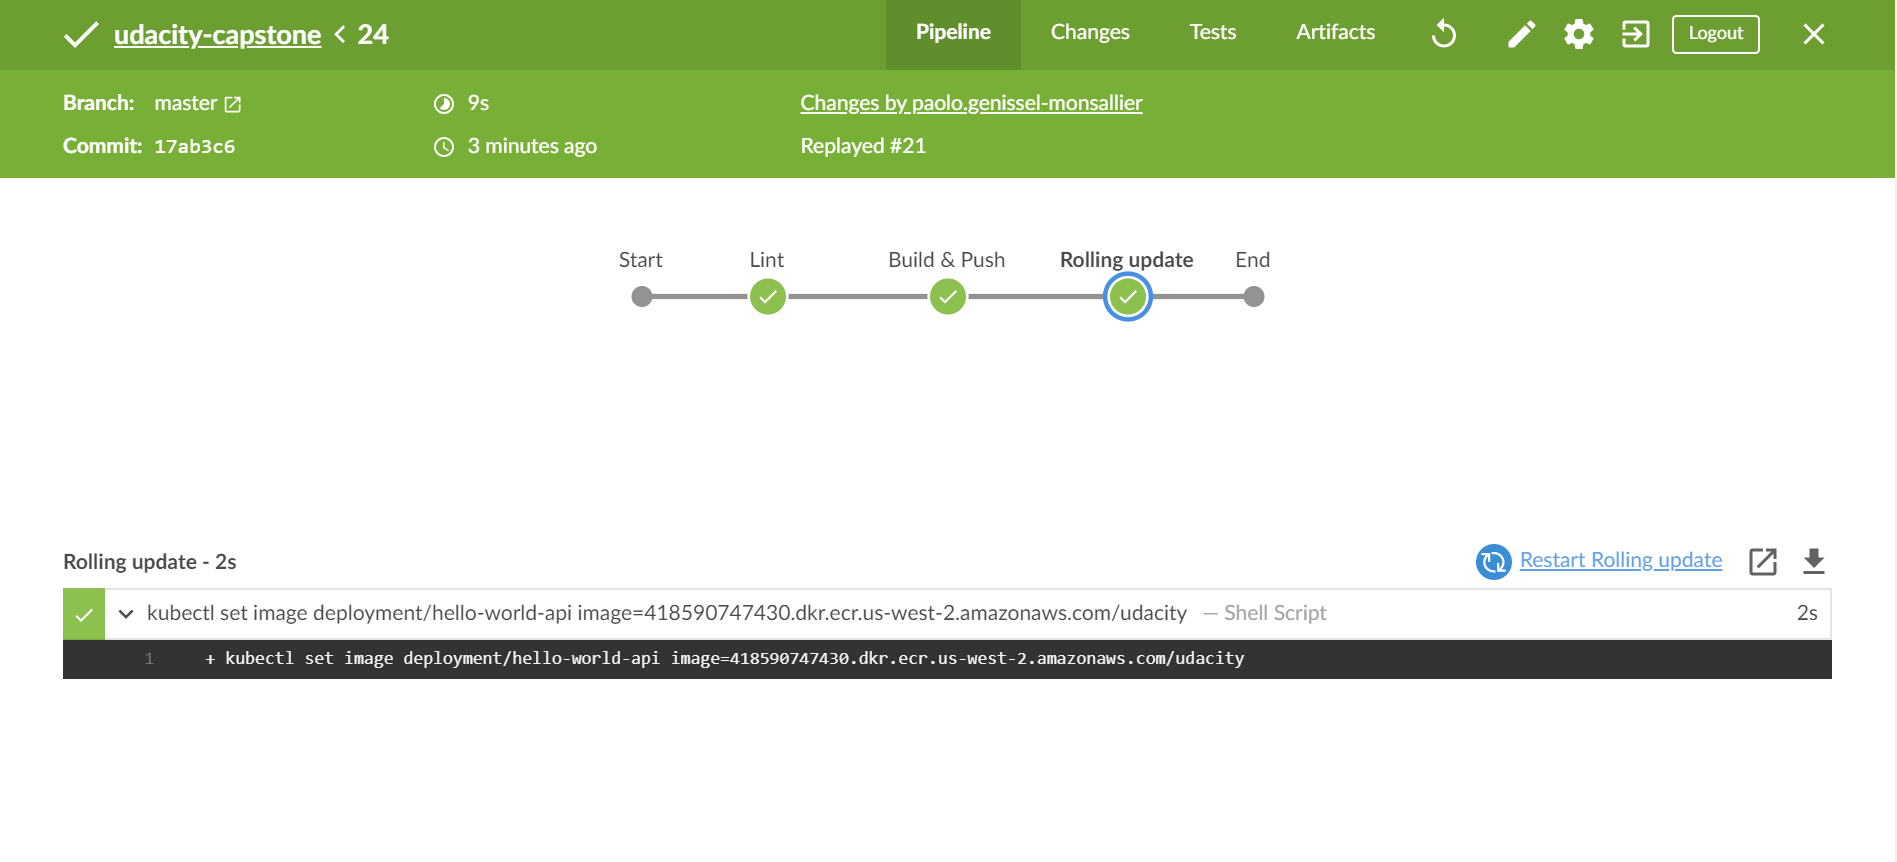 udacity-capstone < 24
Pipeline Changes Tests Artifacts Logout
Branch: master 9s Changes by paolo.genissel-monsallier
Commit: 17ab3c6 3 minutes ago Replayed #21
Start Lint Build & Push Rolling update End
Rolling update - 2s Restart Rolling update
kubectl set image deployment/hello-world-api image=418590747430.dkr.ecr.us-west-2.amazonaws.com/udacity — Shell Script 2s
1 + kubectl set image deployment/hello-world-api image=418590747430.dkr.ecr.us-west-2.amazonaws.com/udacity